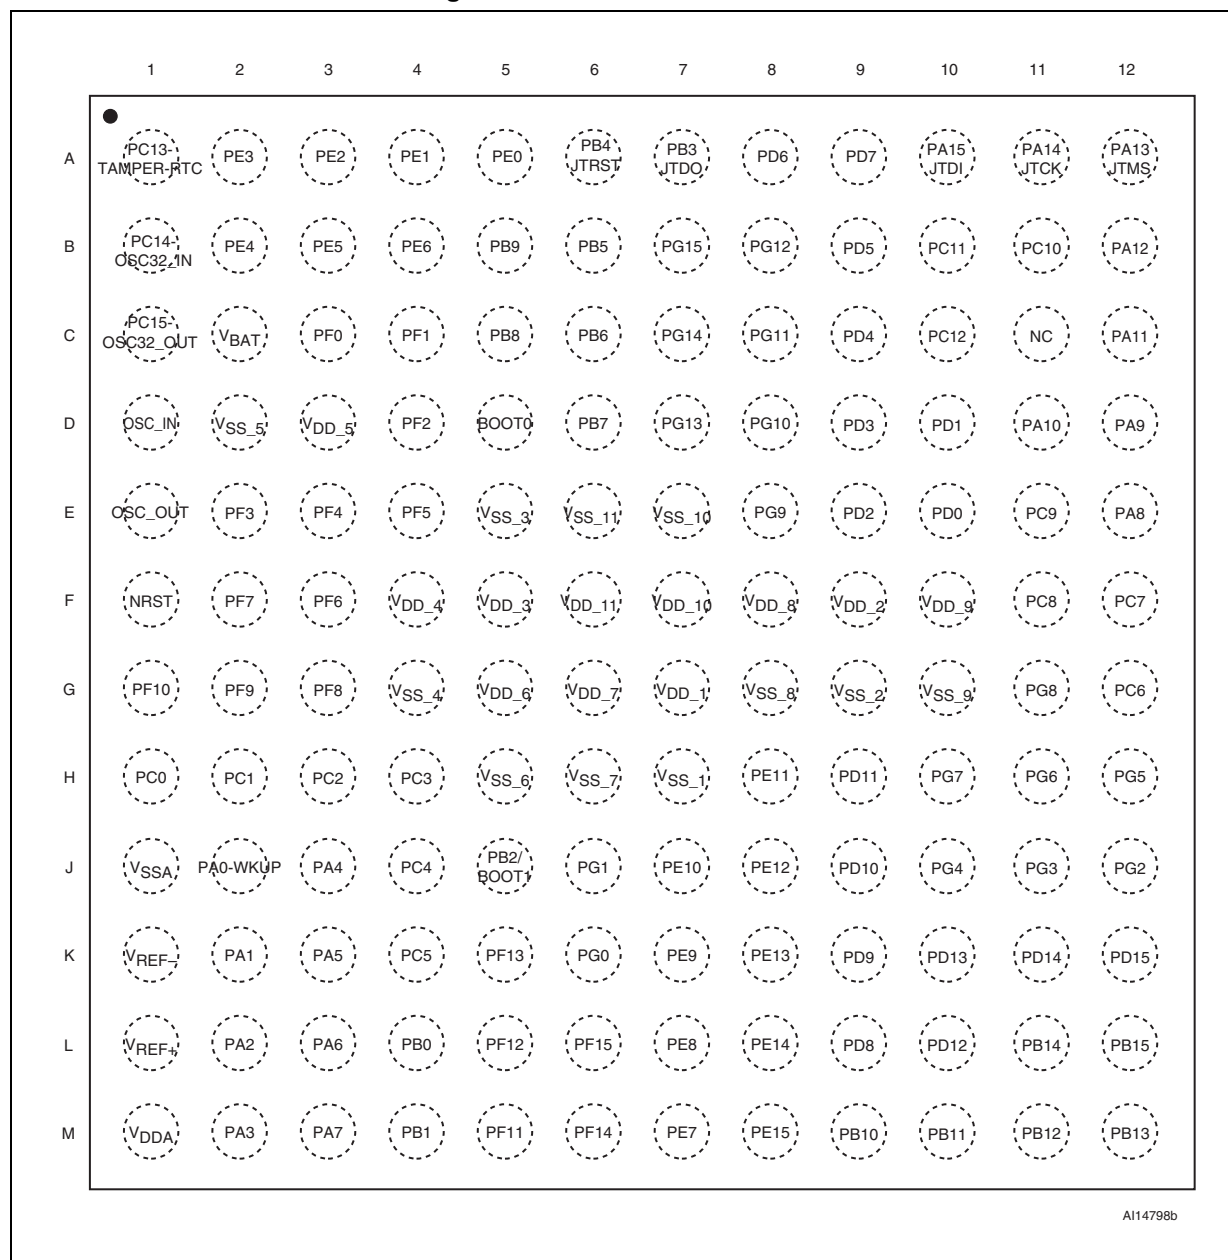 1 2 3 4 5 6 7 8 9 10 11 12
A PC13-TAMPER-RTC PE3 PE2 PE1 PE0 PB4 JTRST PB3 JTDO PD6 PD7 PA15 JTDI PA14 JTCK PA13 JTMS
B PC14-OSC32_IN PE4 PE5 PE6 PB9 PB5 PG15 PG12 PD5 PC11 PC10 PA12
C PC15-OSC32_OUT VBAT PF0 PF1 PB8 PB6 PG14 PG11 PD4 PC12 NC PA11
D OSC_IN VSS_5 VDD_5 PF2 BOOT0 PB7 PG13 PG10 PD3 PD1 PA10 PA9
E OSC_OUT PF3 PF4 PF5 VSS_3 VSS_11 VSS_10 PG9 PD2 PD0 PC9 PA8
F NRST PF7 PF6 VDD_4 VDD_3 VDD_11 VDD_10 VDD_8 VDD_2 VDD_9 PC8 PC7
G PF10 PF9 PF8 VSS_4 VDD_6 VDD_7 VDD_1 VSS_8 VSS_2 VSS_9 PG8 PC6
H PC0 PC1 PC2 PC3 VSS_6 VSS_7 VSS_1 PE11 PD11 PG7 PG6 PG5
J VSSA PA0-WKUP PA4 PC4 PB2/BOOT1 PG1 PE10 PE12 PD10 PG4 PG3 PG2
K VREF– PA1 PA5 PC5 PF13 PG0 PE9 PE13 PD9 PD13 PD14 PD15
L VREF+ PA2 PA6 PB0 PF12 PF15 PE8 PE14 PD8 PD12 PB14 PB15
M VDDA PA3 PA7 PB1 PF11 PF14 PE7 PE15 PB10 PB11 PB12 PB13
AI14798b